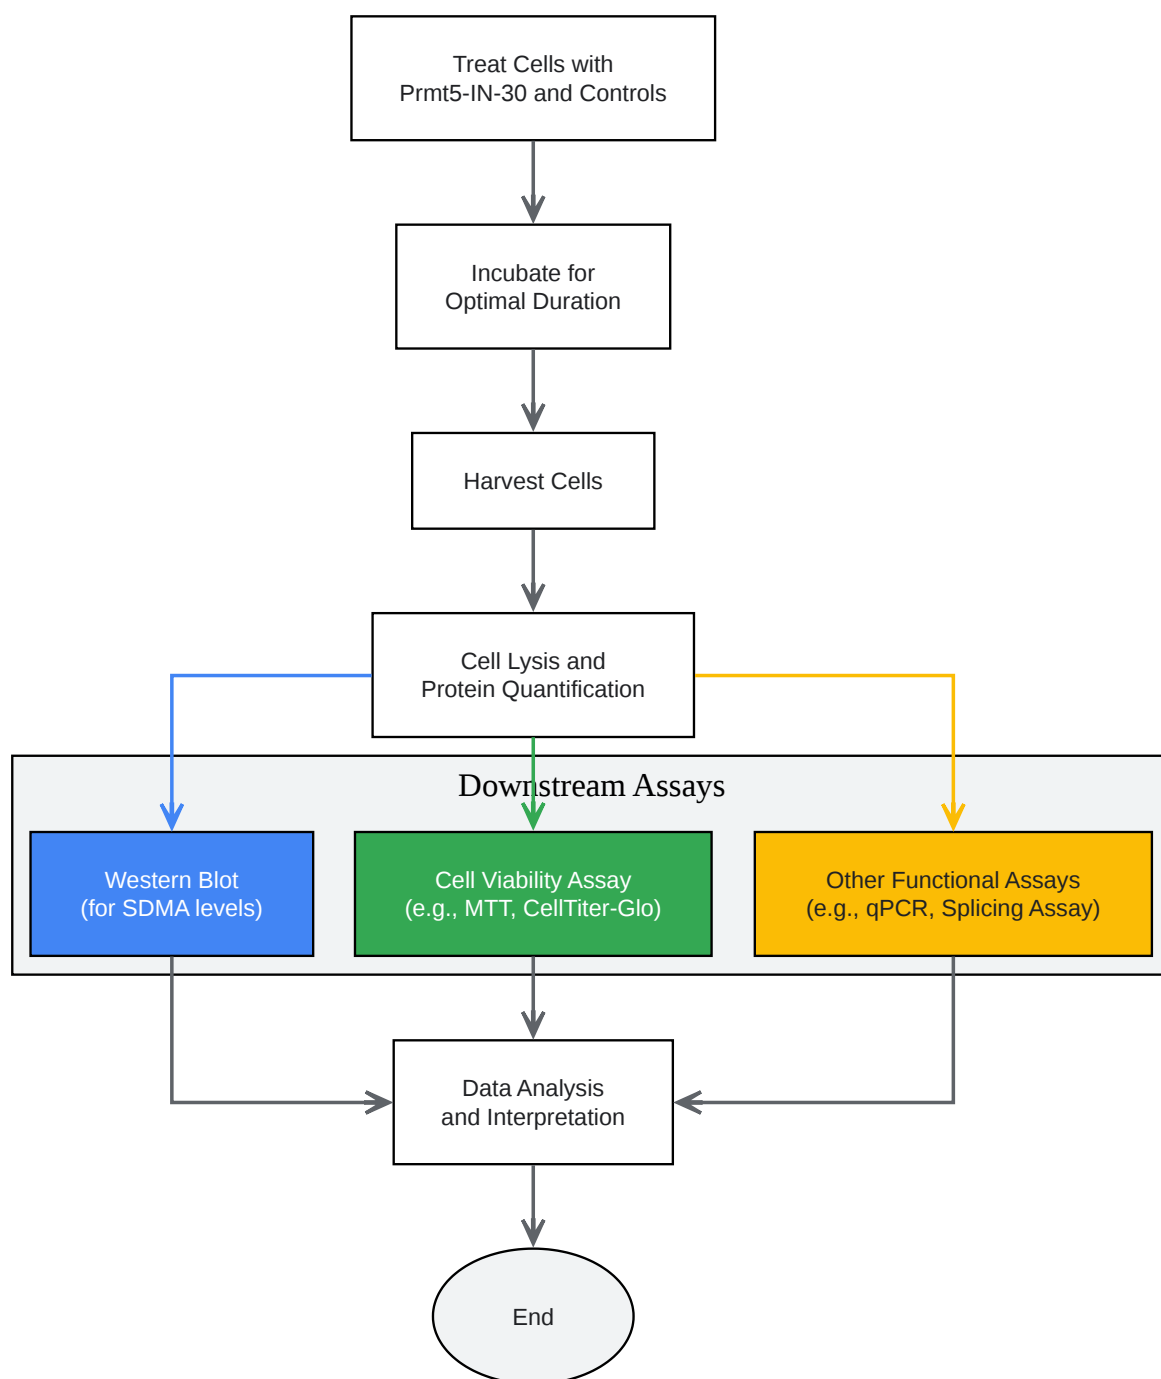 Treat Cells with
Prmt5-IN-30 and Controls
Incubate for
Optimal Duration
Harvest Cells
Cell Lysis and
Protein Quantification
Downstream Assays
Western Blot
(for SDMA levels)
Cell Viability Assay
(e.g., MTT, CellTiter-Glo)
Other Functional Assays
(e.g., qPCR, Splicing Assay)
Data Analysis
and Interpretation
End